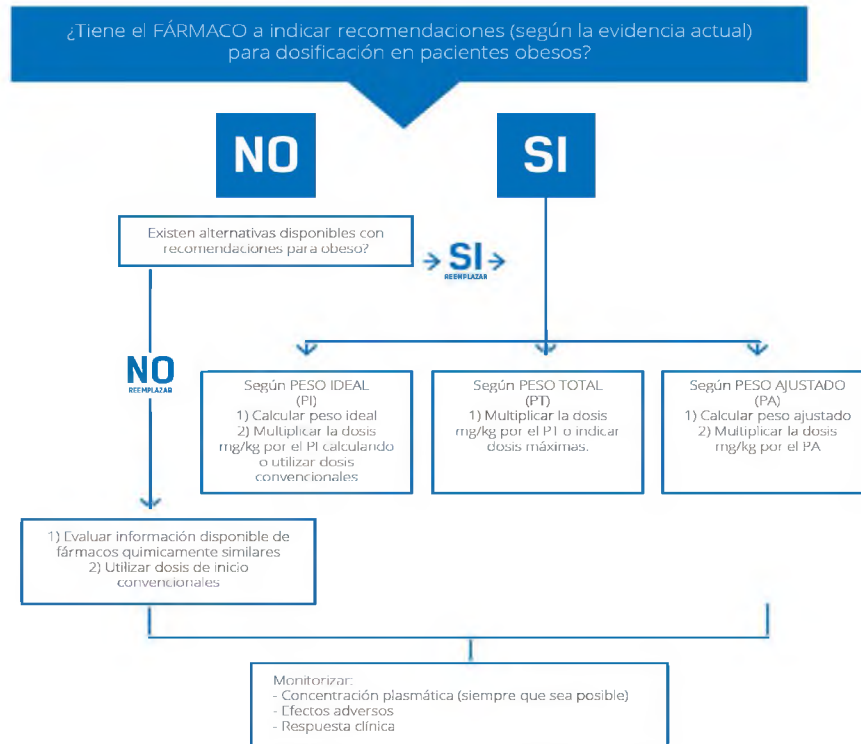 ¿Tiene el FÁRMACO a indicar recomendaciones (según la evidencia actual)
para dosificación en pacientes obesos?
NO
SI
Existen alternativas disponibles con
recomendaciones para obeso?
SI
REEMPLAZAR
NO
REEMPLAZAR
Según PESO IDEAL
(PI)
1) Calcular peso ideal
2) Multiplicar la dosis
mg/kg por el PI calculando
o utilizar dosis
convencionales
Según PESO TOTAL
(PT)
1) Multiplicar la dosis
mg/kg por el PT o indicar
dosis máximas.
Según PESO AJUSTADO
(PA)
1) Calcular peso ajustado
2) Multiplicar la dosis
mg/kg por el PA
1) Evaluar información disponible de
fármacos quimicamente similares
2) Utilizar dosis de inicio
convencionales
Monitorizar:
- Concentración plasmática (siempre que sea posible)
- Efectos adversos
- Respuesta clínica